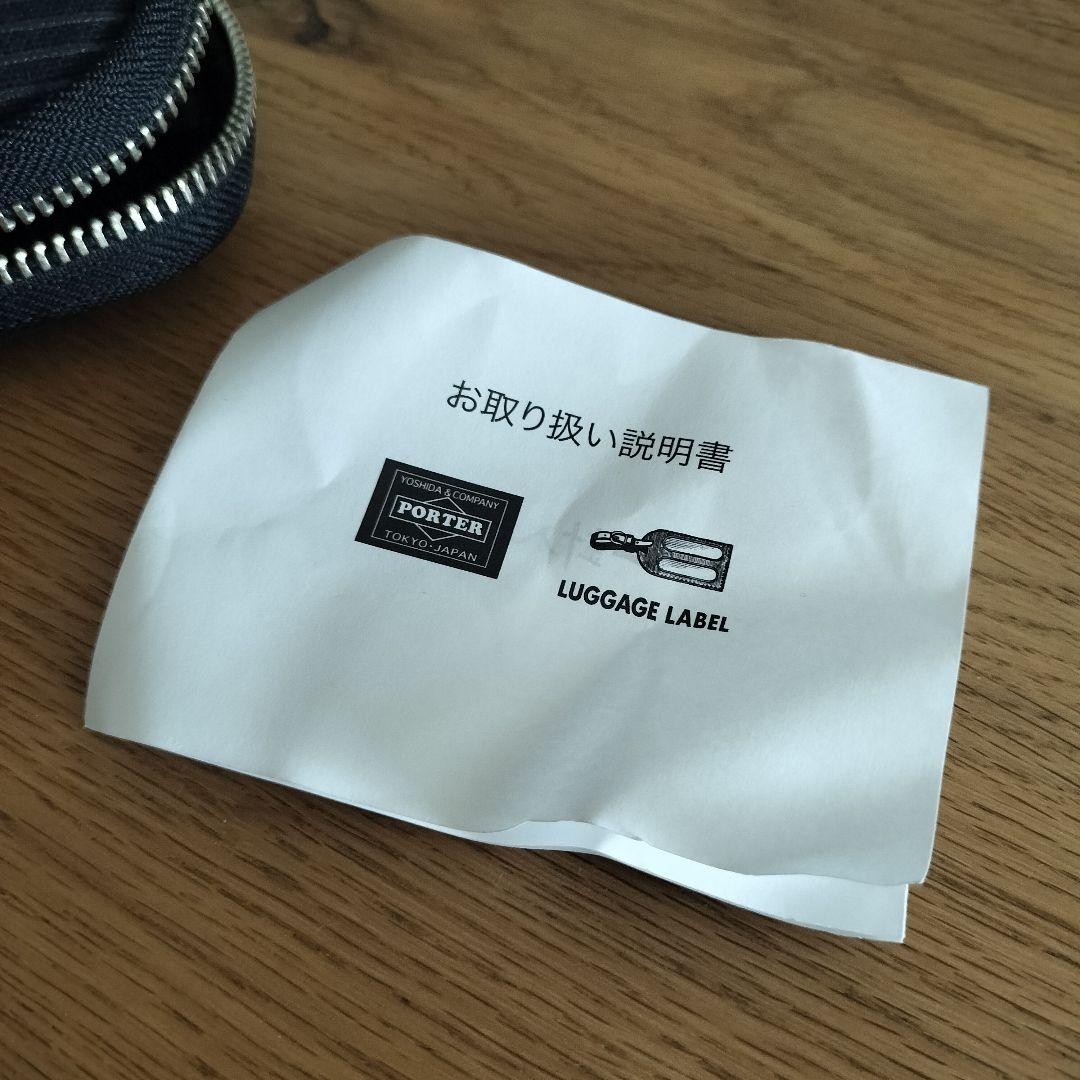 お取り扱い説明書
YOSHIDA & COMPANY
PORTER
TOKYO-JAPAN
LUGGAGE LABEL